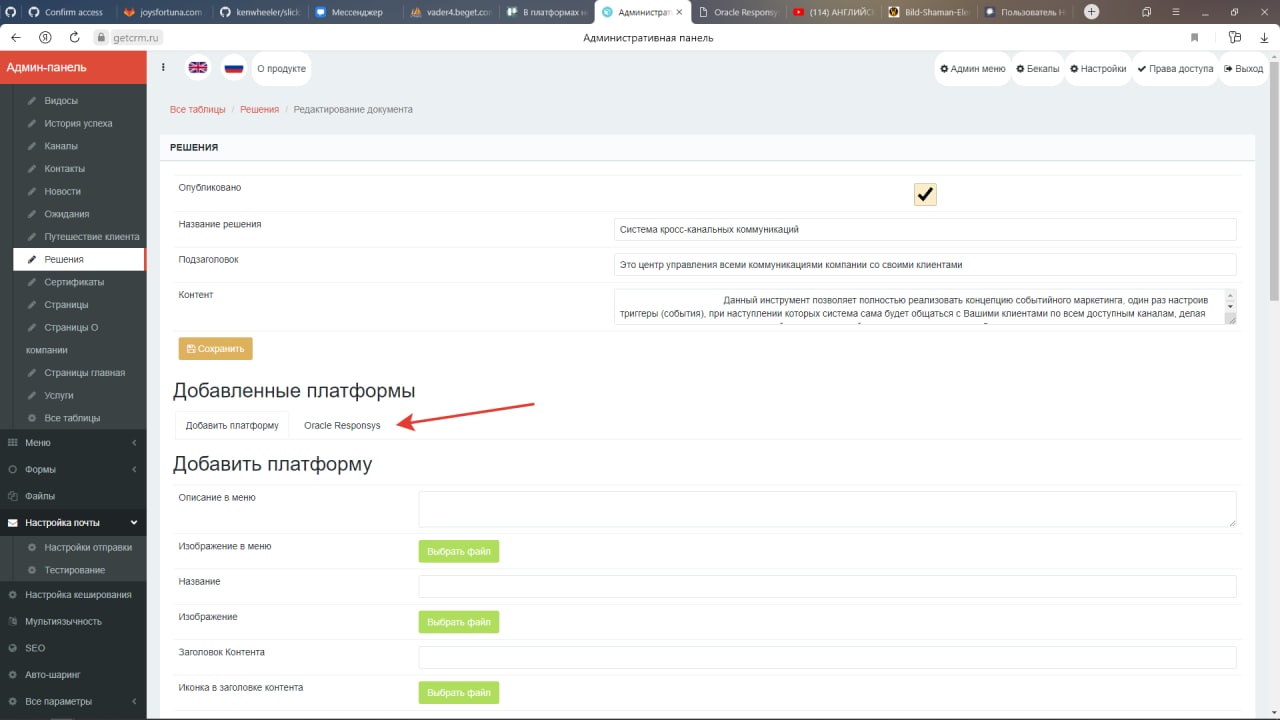 Confirm access
joysfortuna.com
kenwheeler/slick
Мессенджер
vader4.beget.co
В платформах н
Администрат
Oracle Responsy
(114) АНГЛИЙС
Bild-Shaman-Ele
Пользователь Н
getcrm.ru
Административная панель
Админ-панель
О продукте
Админ меню
Бекапы
Настройки
Права доступа
Выход
Видосы
История успеха
Каналы
Контакты
Новости
Ожидания
Путешествие клиента
Решения
Сертификаты
Страницы
Страницы О
компании
Страницы главная
Услуги
Все таблицы
Меню
Формы
Файлы
Настройка почты
Настройки отправки
Тестирование
Настройка кеширования
Мультиязычность
SEO
Авто-шаринг
Все параметры
Все таблицы / Решения / Редактирование документа
РЕШЕНИЯ
Опубликовано
Название решения
Система кросс-канальных коммуникаций
Подзаголовок
Это центр управления всеми коммуникациями компании со своими клиентами
Контент
Данный инструмент позволяет полностью реализовать концепцию событийного маркетинга, один раз настроив
триггеры (события), при наступлении которых система сама будет общаться с Вашими клиентами по всем доступным каналам, делая
Сохранить
Добавленные платформы
Добавить платформу
Oracle Responsys
Добавить платформу
Описание в меню
Изображение в меню
Выбрать файл
Название
Изображение
Выбрать файл
Заголовок Контента
Иконка в заголовке контента
Выбрать файл